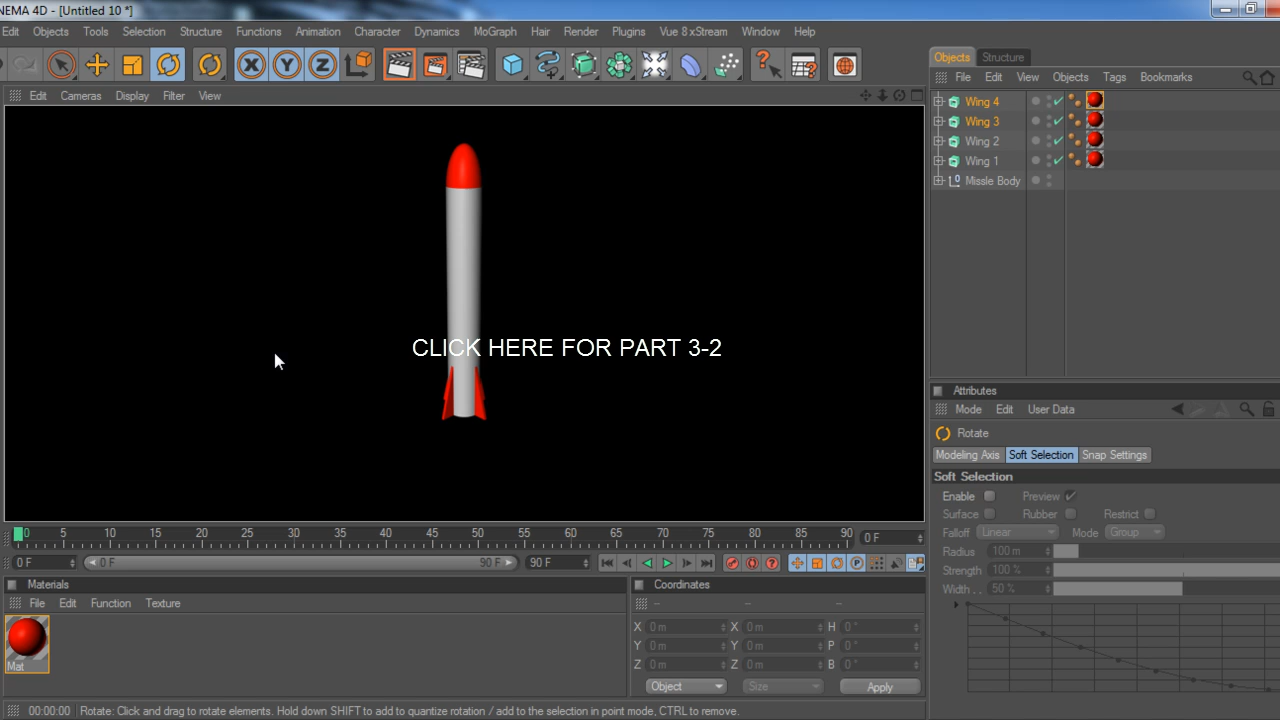 NEMA 4D - [Untitled 10 *]
Edit Objects Tools Selection Structure Functions Animation Character Dynamics MoGraph Hair Render Plugins Vue 8 xStream Window Help
X Y Z
Objects Structure
File Edit View Objects Tags Bookmarks
Edit Cameras Display Filter View
Wing 4
Wing 3
Wing 2
Wing 1
Missle Body
CLICK HERE FOR PART 3-2
Attributes
Mode Edit User Data
Rotate
Modeling Axis Soft Selection Snap Settings
Soft Selection
Enable Preview
Surface Rubber Restrict
Falloff Linear Mode Group
Radius 100 m
Strength 100 %
Width . . 50 %
0 5 10 15 20 25 30 35 40 45 50 55 60 65 70 75 80 85 90 0 F
0 F 0 F 90 F 90 F
Materials
File Edit Function Texture
Mat
Coordinates
-- -- --
X 0 m X 0 m H 0 °
Y 0 m Y 0 m P 0 °
Z 0 m Z 0 m B 0 °
Object Size Apply
00:00:00 Rotate: Click and drag to rotate elements. Hold down SHIFT to add to quantize rotation / add to the selection in point mode, CTRL to remove.